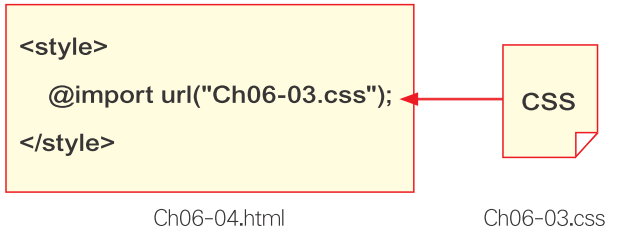 <style>
@import url("Ch06-03.css");
</style>
CSS
Ch06-04.html
Ch06-03.css